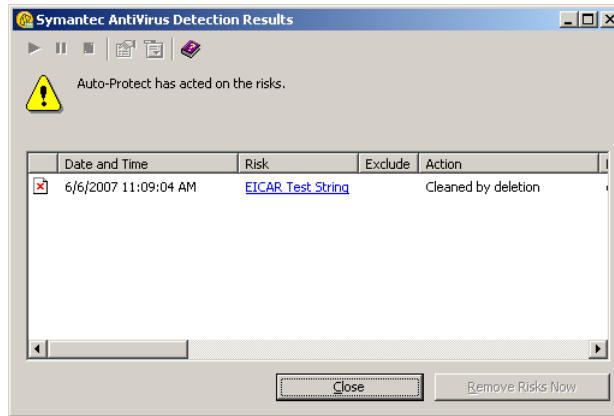 Symantec AntiVirus Detection Results
Auto-Protect has acted on the risks.
Date and Time Risk Exclude Action
6/6/2007 11:09:04 AM EICAR Test String Cleaned by deletion
Close Remove Risks Now